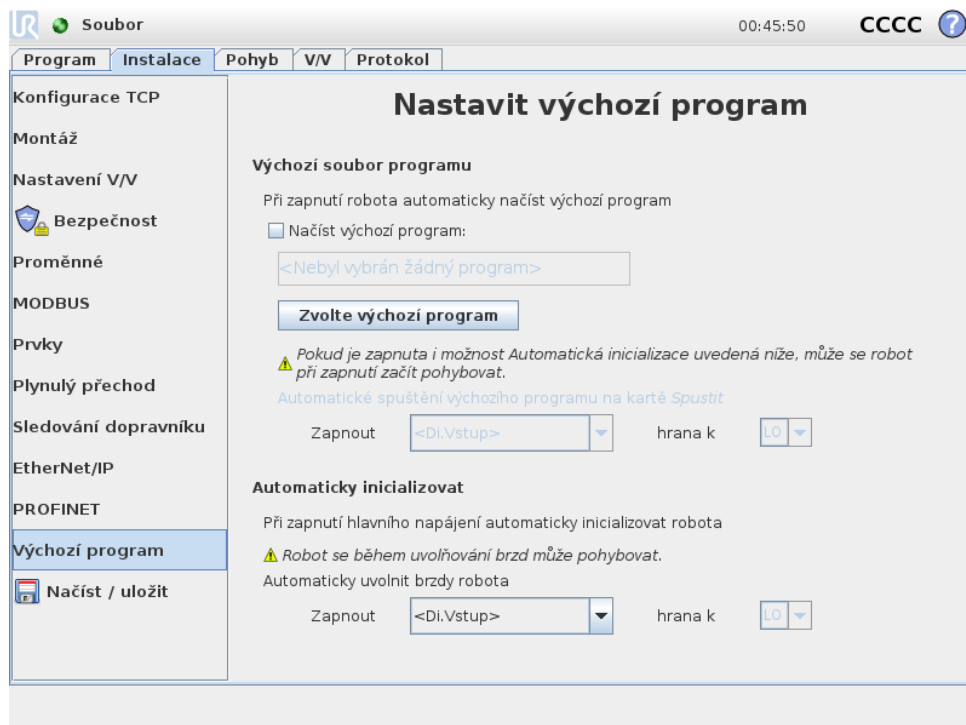 UR Soubor 00:45:50 CCCC ?
Program Instalace Pohyb V/V Protokol
Konfigurace TCP
Montáž
Nastavení V/V
Bezpečnost
Proměnné
MODBUS
Prvky
Plynulý přechod
Sledování dopravníku
EtherNet/IP
PROFINET
Výchozí program
Načíst / uložit
Nastavit výchozí program
Výchozí soubor programu
Při zapnutí robota automaticky načíst výchozí program
Načíst výchozí program:
<Nebyl vybrán žádný program>
Zvolte výchozí program
Pokud je zapnuta i možnost Automatická inicializace uvedená níže, může se robot
při zapnutí začít pohybovat.
Automatické spuštění výchozího programu na kartě Spustit
Zapnout <Di.Vstup> hrana k LO
Automaticky inicializovat
Při zapnutí hlavního napájení automaticky inicializovat robota
Robot se během uvolňování brzd může pohybovat.
Automaticky uvolnit brzdy robota
Zapnout <Di.Vstup> hrana k LO